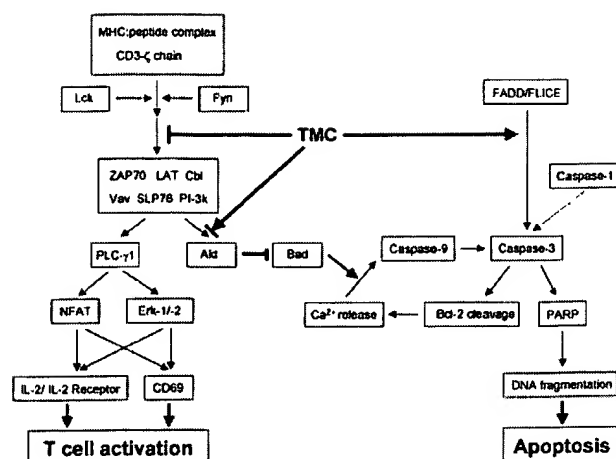 MHC:peptide complex
CD3-ζ chain
Lck
Fyn
FADD/FLICE
TMC
ZAP70 LAT Cbl
Vav SLP76 PI-3k
Caspase-1
PLC-γ1
Akt
Bad
Caspase-9
Caspase-3
NFAT
Erk-1/-2
Ca²⁺ release
Bcl-2 cleavage
PARP
IL-2/ IL-2 Receptor
CD69
DNA fragmentation
T cell activation
Apoptosis